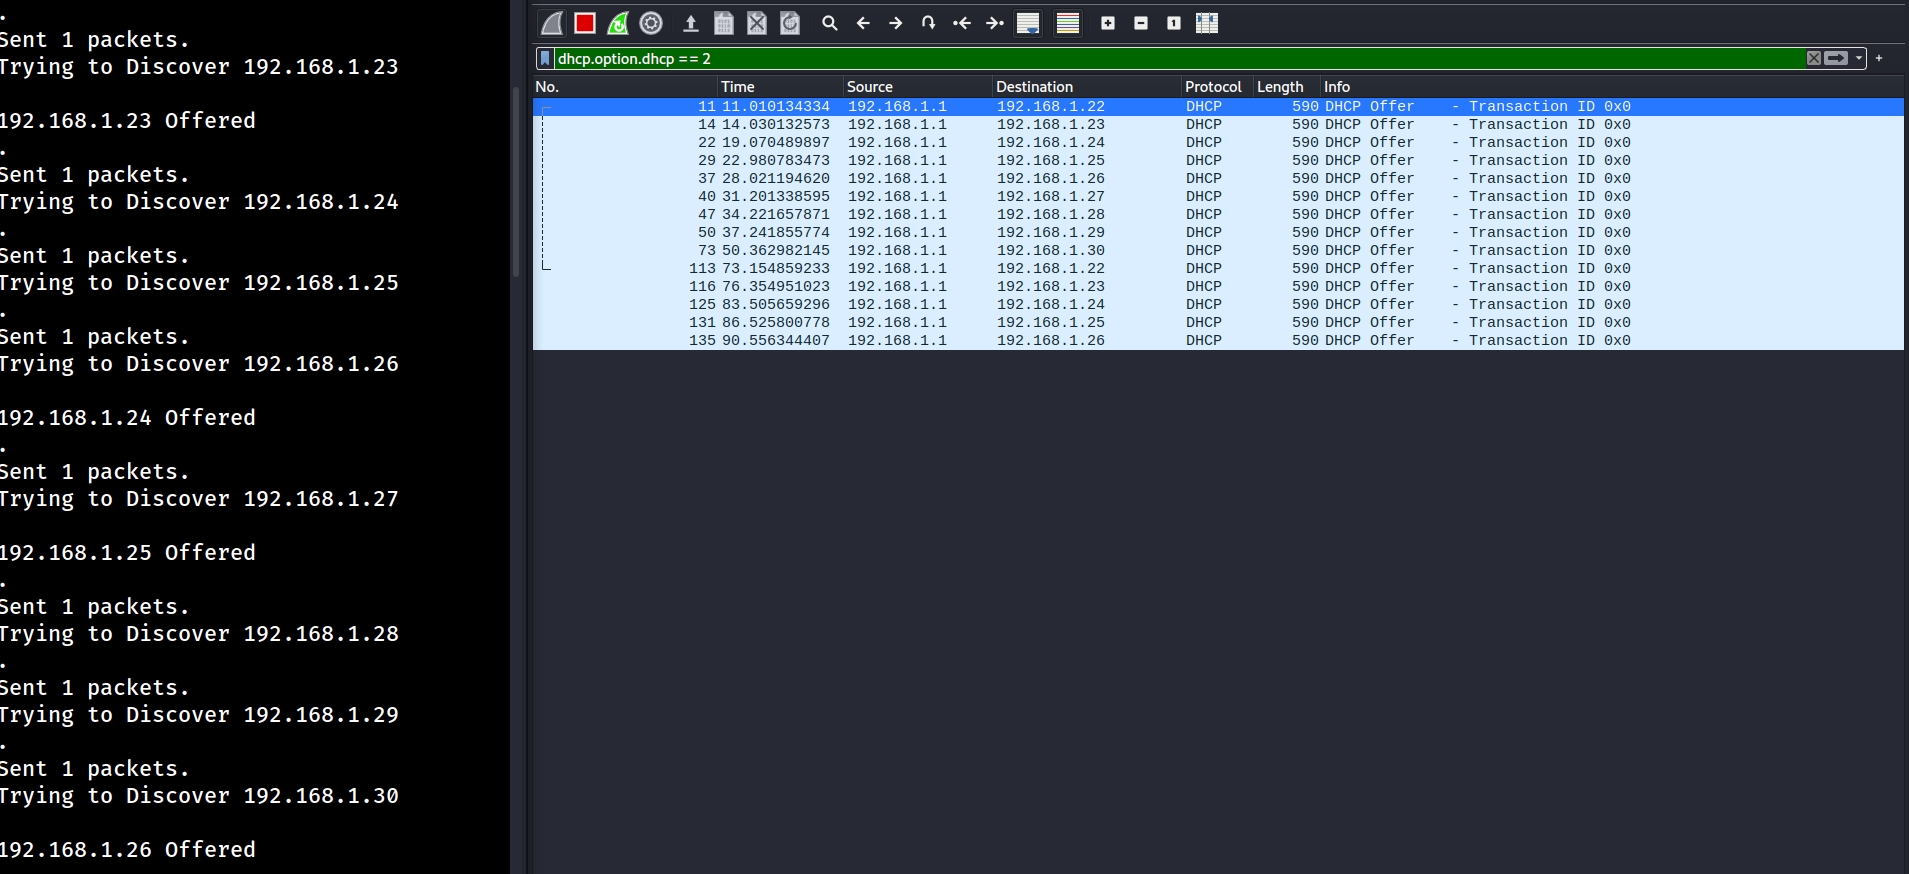 .
Sent 1 packets.
Trying to Discover 192.168.1.23
192.168.1.23 Offered
.
Sent 1 packets.
Trying to Discover 192.168.1.24
.
Sent 1 packets.
Trying to Discover 192.168.1.25
.
Sent 1 packets.
Trying to Discover 192.168.1.26
192.168.1.24 Offered
.
Sent 1 packets.
Trying to Discover 192.168.1.27
192.168.1.25 Offered
.
Sent 1 packets.
Trying to Discover 192.168.1.28
.
Sent 1 packets.
Trying to Discover 192.168.1.29
.
Sent 1 packets.
Trying to Discover 192.168.1.30
192.168.1.26 Offered
dhcp.option.dhcp == 2
No. Time Source Destination Protocol Length Info
11 11.010134334 192.168.1.1 192.168.1.22 DHCP 590 DHCP Offer - Transaction ID 0x0
14 14.030132573 192.168.1.1 192.168.1.23 DHCP 590 DHCP Offer - Transaction ID 0x0
22 19.070489897 192.168.1.1 192.168.1.24 DHCP 590 DHCP Offer - Transaction ID 0x0
29 22.980783473 192.168.1.1 192.168.1.25 DHCP 590 DHCP Offer - Transaction ID 0x0
37 28.021194620 192.168.1.1 192.168.1.26 DHCP 590 DHCP Offer - Transaction ID 0x0
40 31.201338595 192.168.1.1 192.168.1.27 DHCP 590 DHCP Offer - Transaction ID 0x0
47 34.221657871 192.168.1.1 192.168.1.28 DHCP 590 DHCP Offer - Transaction ID 0x0
50 37.241855774 192.168.1.1 192.168.1.29 DHCP 590 DHCP Offer - Transaction ID 0x0
73 50.362982145 192.168.1.1 192.168.1.30 DHCP 590 DHCP Offer - Transaction ID 0x0
113 73.154859233 192.168.1.1 192.168.1.22 DHCP 590 DHCP Offer - Transaction ID 0x0
116 76.354951023 192.168.1.1 192.168.1.23 DHCP 590 DHCP Offer - Transaction ID 0x0
125 83.505659296 192.168.1.1 192.168.1.24 DHCP 590 DHCP Offer - Transaction ID 0x0
131 86.525800778 192.168.1.1 192.168.1.25 DHCP 590 DHCP Offer - Transaction ID 0x0
135 90.556344407 192.168.1.1 192.168.1.26 DHCP 590 DHCP Offer - Transaction ID 0x0